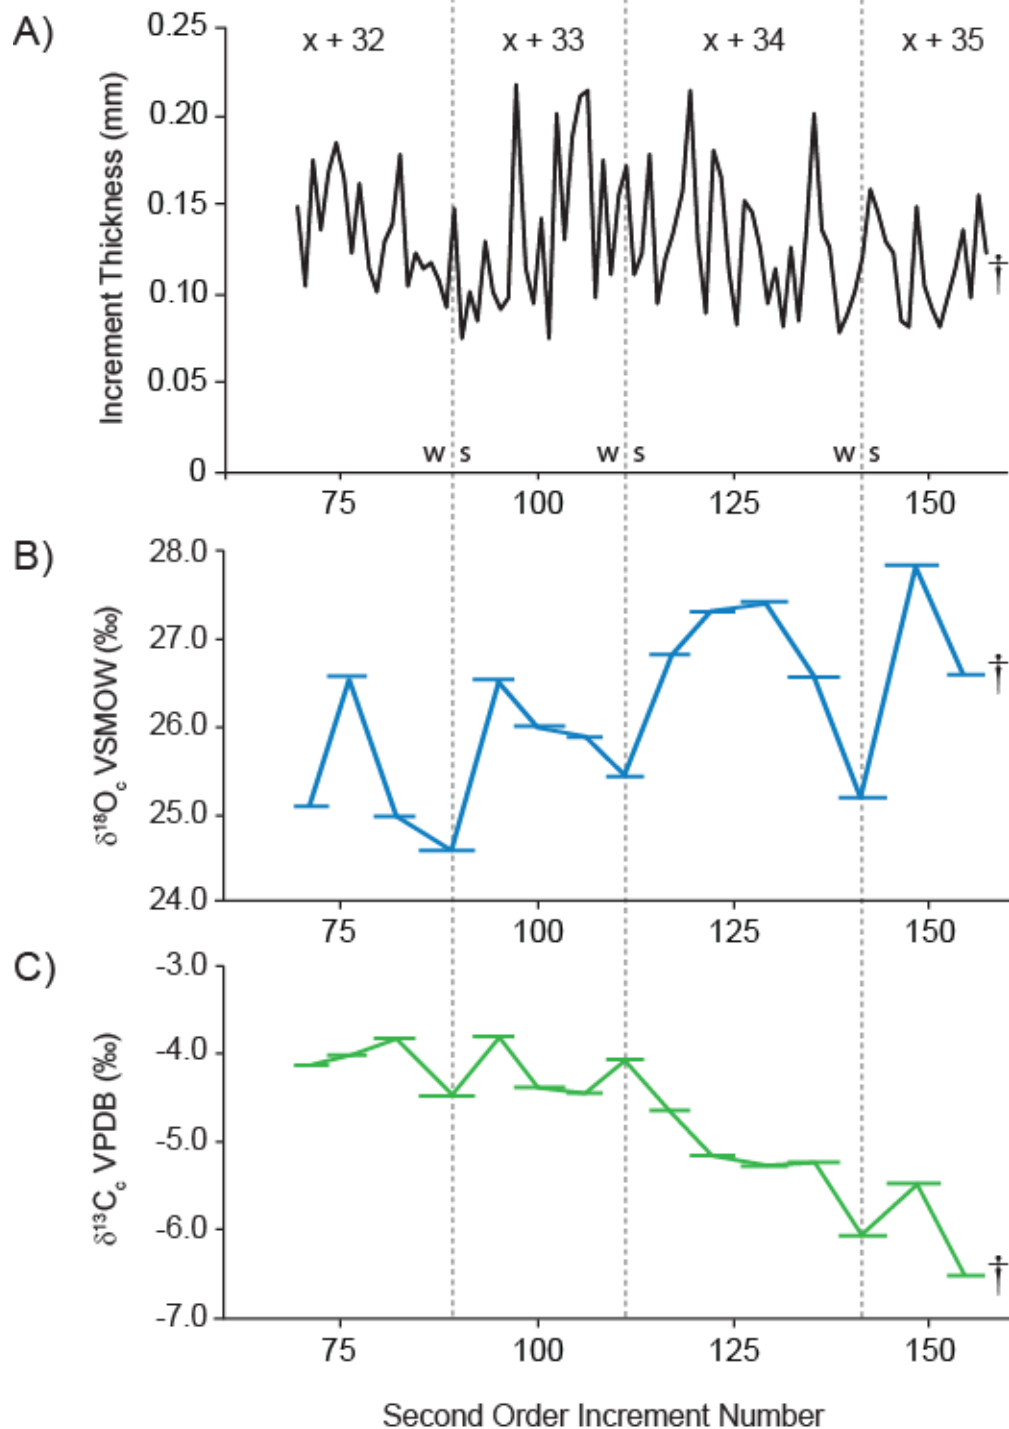 A)
Increment Thickness (mm)
0.25
0.20
0.15
0.10
0.05
0
x + 32 x + 33 x + 34 x + 35
†
w s w s w s
75 100 125 150
B)
δ¹⁸Oc VSMOW (‰)
28.0
27.0
26.0
25.0
24.0
†
75 100 125 150
C)
δ¹³Cc VPDB (‰)
-3.0
-4.0
-5.0
-6.0
-7.0
†
75 100 125 150
Second Order Increment Number